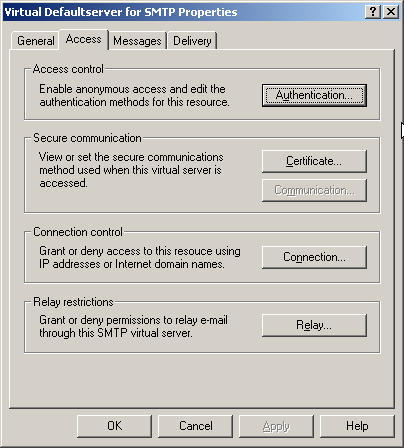 Virtual Defaultserver for SMTP Properties
General Access Messages Delivery
Access control
Enable anonymous access and edit the
authentication methods for this resource.
Authentication...
Secure communication
View or set the secure communications
method used when this virtual server is
accessed.
Certificate...
Communication...
Connection control
Grant or deny access to this resouce using
IP addresses or Internet domain names.
Connection...
Relay restrictions
Grant or deny permissions to relay e-mail
through this SMTP virtual server.
Relay...
OK Cancel Apply Help